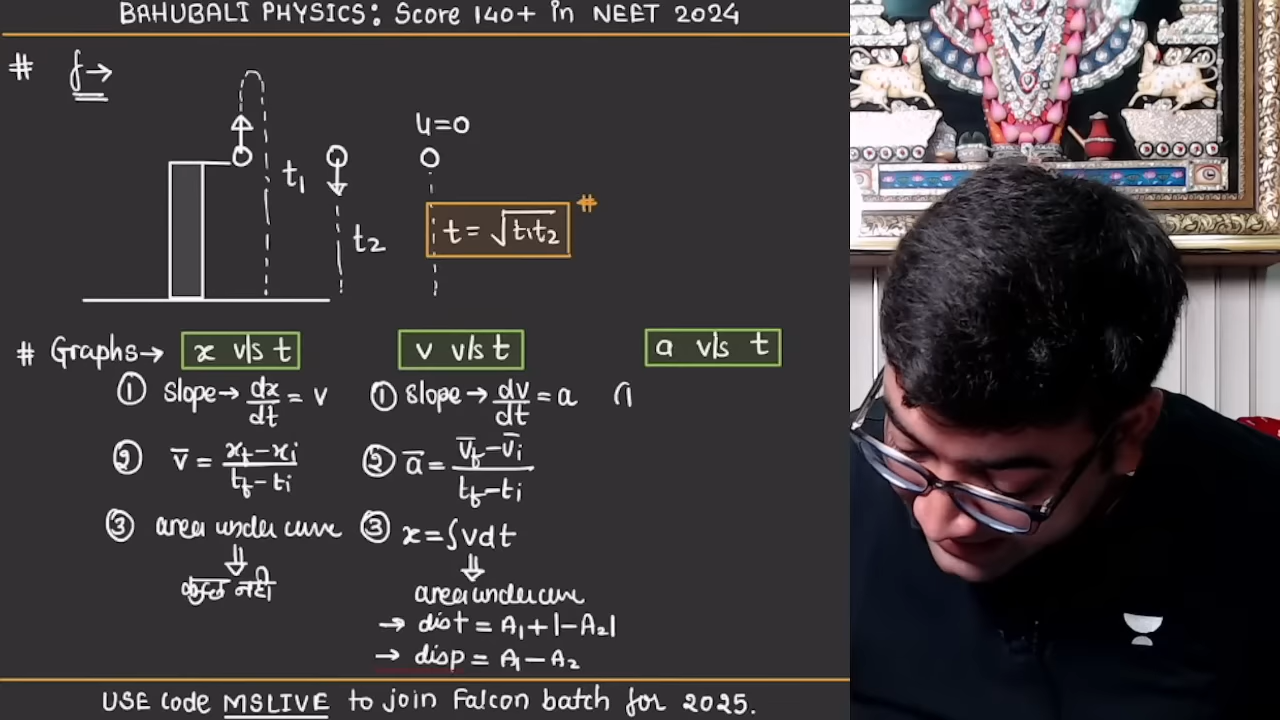 BAHUBALI PHYSICS: Score 140+ in NEET 2024
# f→
u=0
t₁
t₂
t = √t₁t₂ #
# Graphs→ x v/s t v v/s t a v/s t
① Slope→ dx/dt = v
② v̅ = (xf−xi)/(tf−ti)
③ area under curve
⇓
कुछ नही
① Slope→ dv/dt = a
② a̅ = (v̅f−v̅i)/(tf−ti)
③ x=∫vdt
⇓
area under curve
→ dist = A₁+|−A₂|
→ disp = A₁−A₂
USE Code MSLIVE to join Falcon batch for 2025.